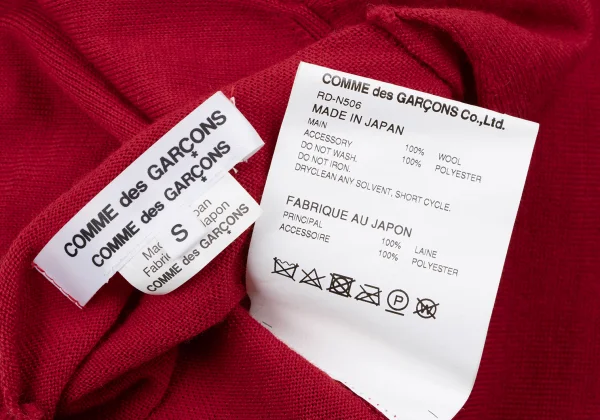 COMME des GARÇONS
COMME des GARÇONS
S
Japan
COMME des GARÇONS
COMME des GARÇONS Co.,Ltd.
RD-N506
MADE IN JAPAN
MAIN 100% WOOL
ACCESSORY 100% POLYESTER
DO NOT WASH.
DO NOT IRON.
DRYCLEAN ANY SOLVENT, SHORT CYCLE.
FABRIQUE AU JAPON
PRINCIPAL 100% LAINE
ACCESSOIRE 100% POLYESTER
P
W